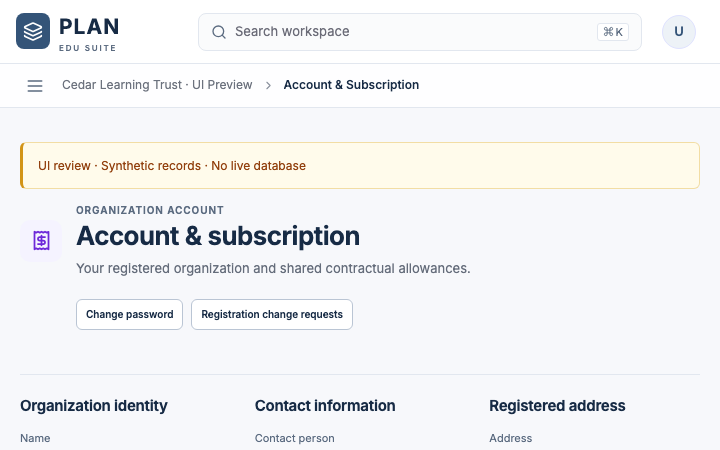 PLAN
EDU SUITE
Search workspace
⌘K
U
Cedar Learning Trust · UI Preview > Account & Subscription
UI review · Synthetic records · No live database
ORGANIZATION ACCOUNT
Account & subscription
Your registered organization and shared contractual allowances.
Change password
Registration change requests
Organization identity
Contact information
Registered address
Name
Contact person
Address